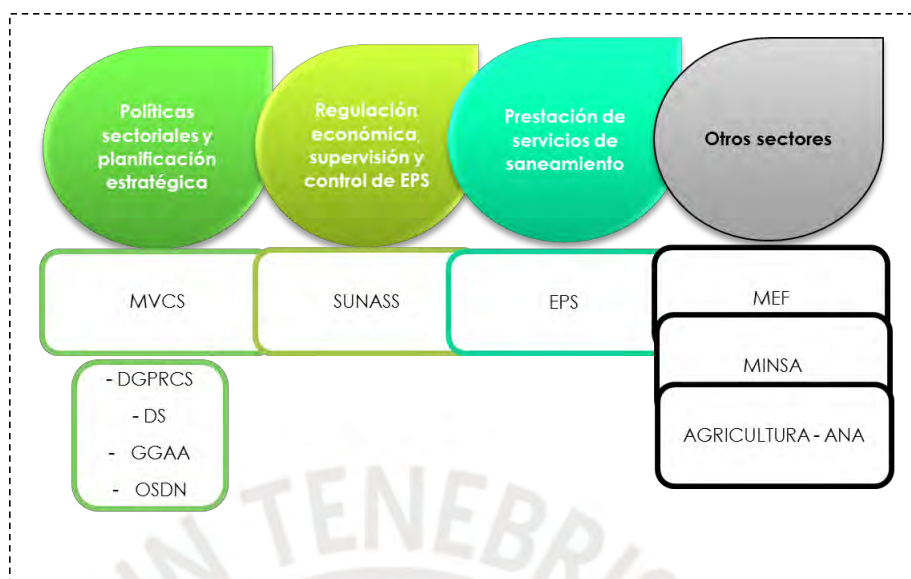 Políticas
sectoriales y
planificación
estratégica
Regulación
económica,
supervisión y
control de EPS
Prestación de
servicios de
saneamiento
Otros sectores
MVCS
SUNASS
EPS
MEF
MINSA
AGRICULTURA - ANA
- DGPRCS
- DS
- GGAA
- OSDN
IN TENEBRI